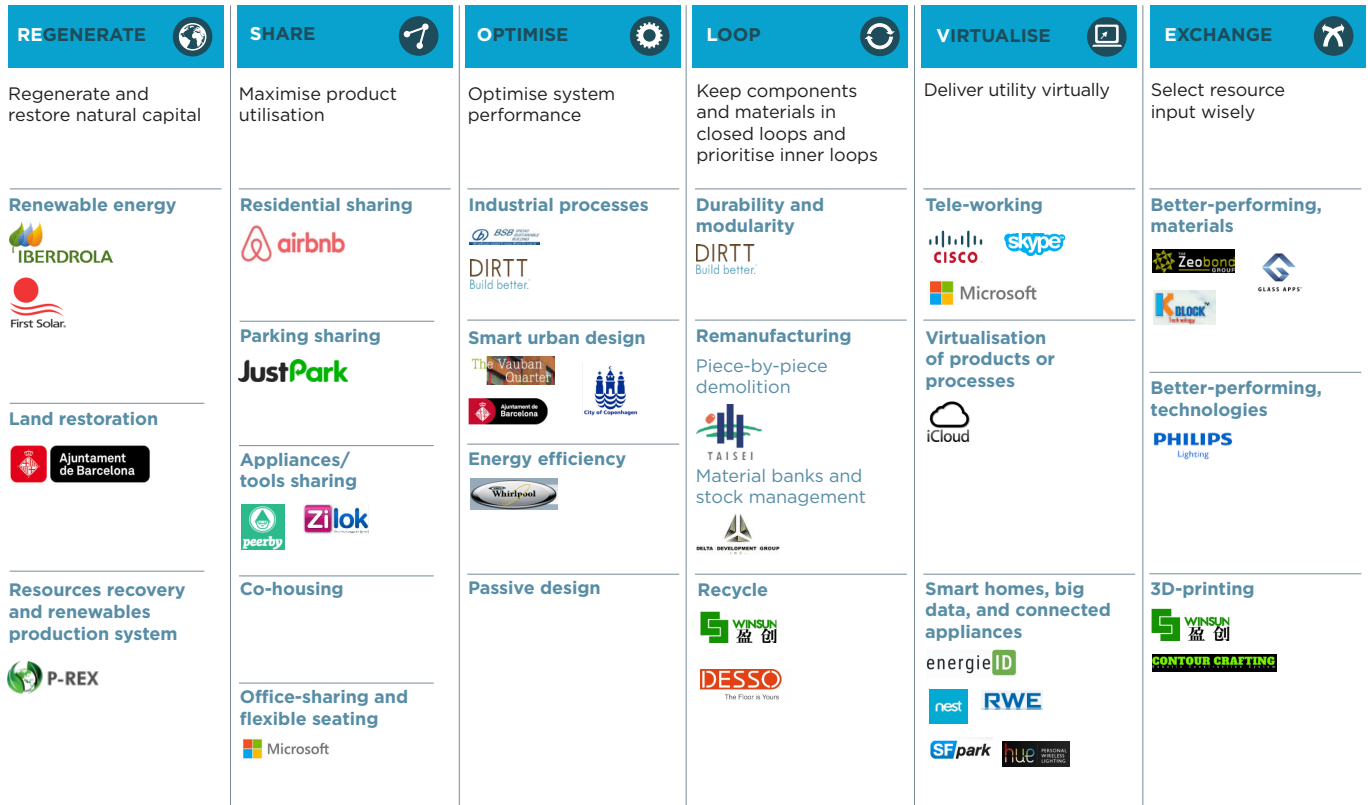 REGENERATE
Regenerate and
restore natural capital
Renewable energy
IBERDROLA
First Solar.
Land restoration
Ajuntament
de Barcelona
Resources recovery
and renewables
production system
P-REX
SHARE
Maximise product
utilisation
Residential sharing
airbnb
Parking sharing
JustPark
Appliances/
tools sharing
peerby
Zilok
Co-housing
Office-sharing and
flexible seating
Microsoft
OPTIMISE
Optimise system
performance
Industrial processes
BSB
DIRTT
Build better.
Smart urban design
The Vauban
Quarter
Ajuntament de
Barcelona
City of Copenhagen
Energy efficiency
Whirlpool
Passive design
LOOP
Keep components
and materials in
closed loops and
prioritise inner loops
Durability and
modularity
DIRTT
Build better.
Remanufacturing
Piece-by-piece
demolition
TAISEI
Material banks and
stock management
DELTA DEVELOPMENT GROUP
INC.
Recycle
WINSUN
盈创
DESSO
The Floor is Yours
VIRTUALISE
Deliver utility virtually
Tele-working
CISCO
skype
Microsoft
Virtualisation
of products or
processes
iCloud
Smart homes, big
data, and connected
appliances
energieID
nest
RWE
SFpark
hue PERSONAL
WIRELESS
LIGHTING
EXCHANGE
Select resource
input wisely
Better-performing,
materials
THE
Zeobond
GROUP
GLASS APPS
K BLOCK™
Technology
Better-performing,
technologies
PHILIPS
Lighting
3D-printing
WINSUN
盈创
CONTOUR CRAFTING